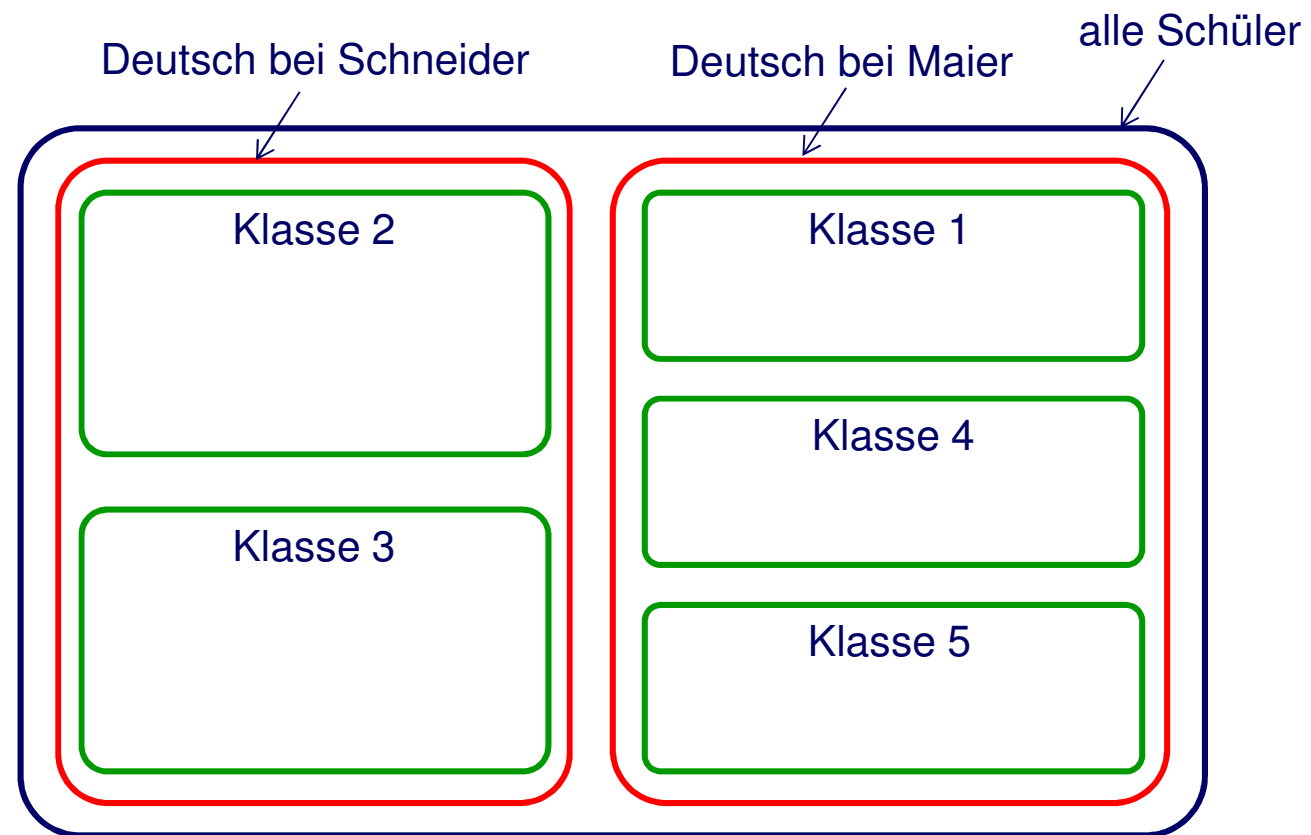 alle Schüler
Deutsch bei Schneider
Deutsch bei Maier
Klasse 2
Klasse 3
Klasse 1
Klasse 4
Klasse 5